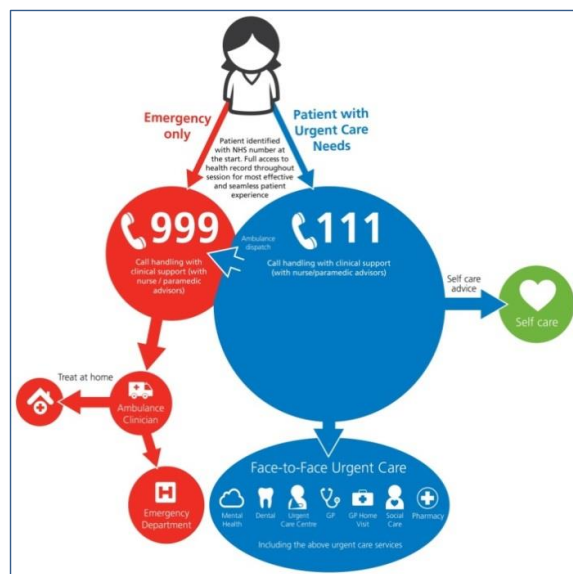 Emergency
only
Patient with
Urgent Care
Needs
Patient identified
with NHS number at
the start. Full access to
health record throughout
session for most effective
and seamless patient
experience
999
Call handling with
clinical support (with
nurse / paramedic
advisors)
Ambulance
dispatch
111
Call handling with clinical support
(with nurse/paramedic advisors)
Self care
advice
Self care
Treat at home
Ambulance
Clinician
H
Emergency
Department
Face-to-Face Urgent Care
Mental
Health
Dental
Urgent
Care Centre
GP
GP Home
Visit
Social
Care
Pharmacy
Including the above urgent care services